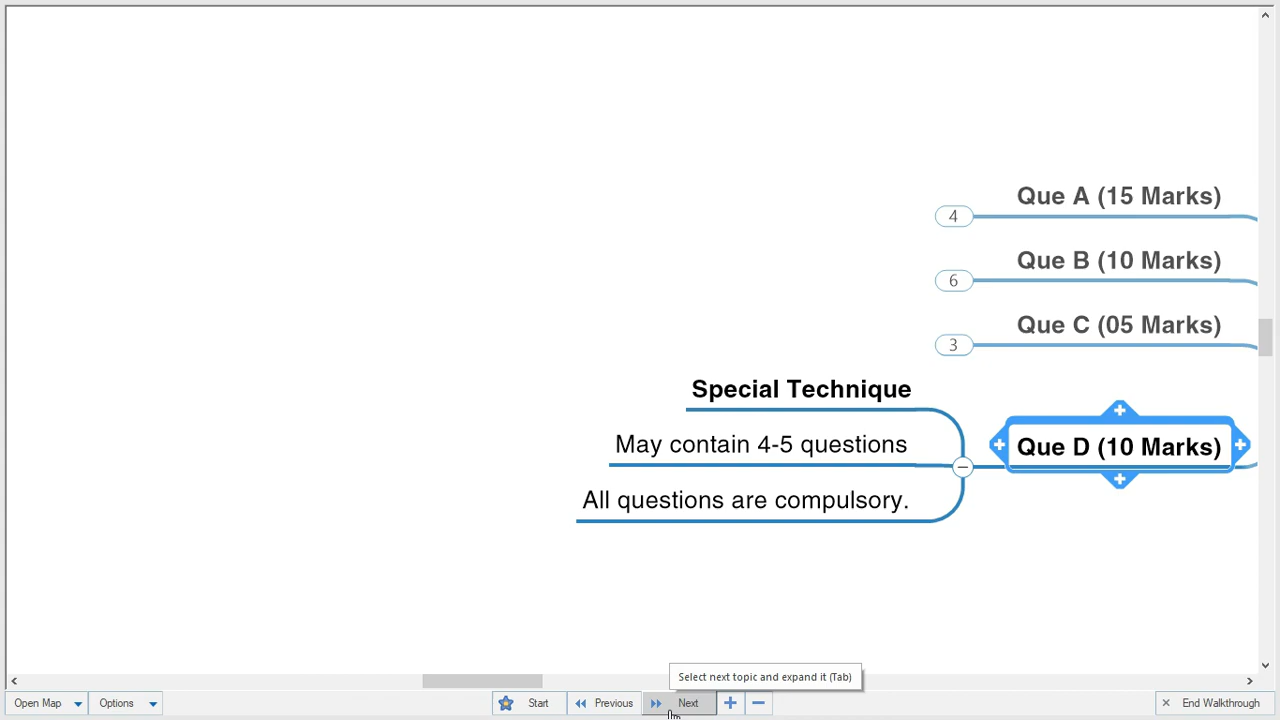 Que A (15 Marks)
4
Que B (10 Marks)
6
Que C (05 Marks)
3
Special Technique
May contain 4-5 questions
Que D (10 Marks)
All questions are compulsory.
Select next topic and expand it (Tab)
Open Map
Options
Start
Previous
Next
End Walkthrough